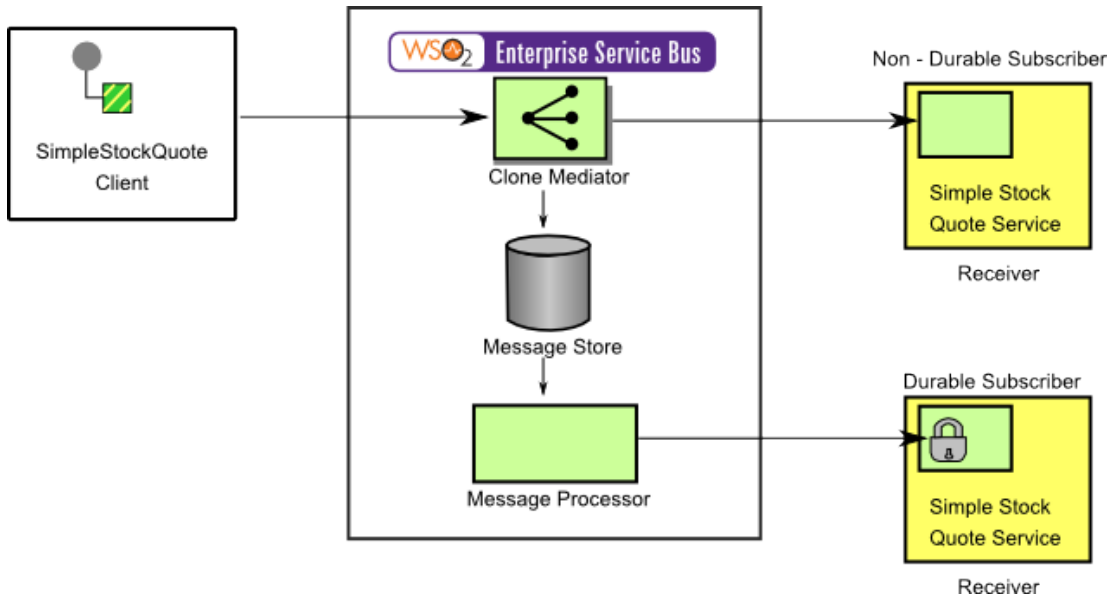 WSO2 Enterprise Service Bus
SimpleStockQuote
Client
Clone Mediator
Message Store
Message Processor
Non - Durable Subscriber
Simple Stock
Quote Service
Receiver
Durable Subscriber
Simple Stock
Quote Service
Receiver